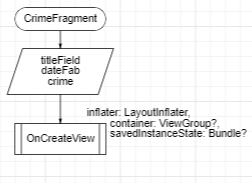 CrimeFragment
titleField
dateFab
crime
inflater: LayoutInflater,
container: ViewGroup?,
savedInstanceState: Bundle?
OnCreateView